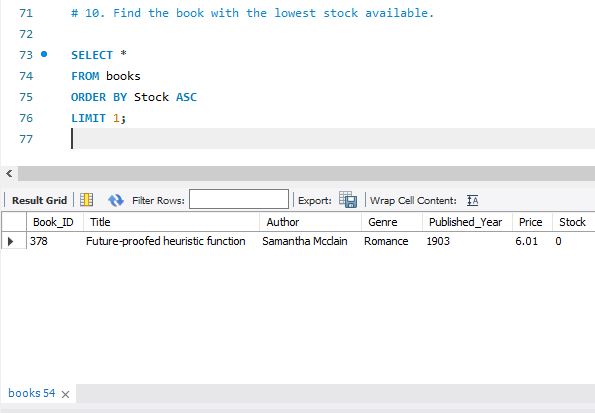 71 # 10. Find the book with the lowest stock available.
72
73 SELECT *
74 FROM books
75 ORDER BY Stock ASC
76 LIMIT 1;
77
Result Grid Filter Rows: Export: Wrap Cell Content: IA
Book_ID Title Author Genre Published_Year Price Stock
378 Future-proofed heuristic function Samantha Mcclain Romance 1903 6.01 0
books 54 ×